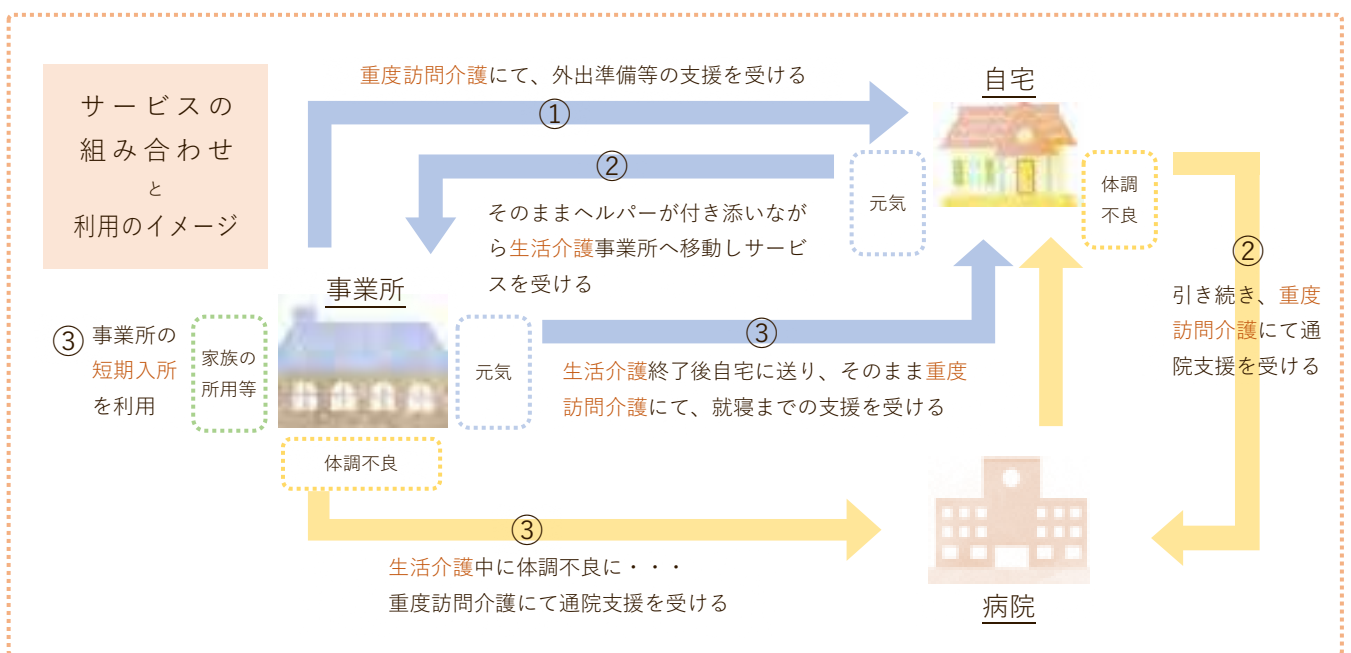 サービスの
組み合わせ
と
利用のイメージ
重度訪問介護にて、外出準備等の支援を受ける
①
自宅
②
元気
体調
不良
そのままヘルパーが付き添いなが
ら生活介護事業所へ移動しサービ
スを受ける
②
引き続き、重度
訪問介護にて通
院支援を受ける
事業所
③
事業所の
短期入所
を利用
家族の
所用等
元気
③
生活介護終了後自宅に送り、そのまま重度
訪問介護にて、就寝までの支援を受ける
体調不良
③
生活介護中に体調不良に・・・
重度訪問介護にて通院支援を受ける
病院